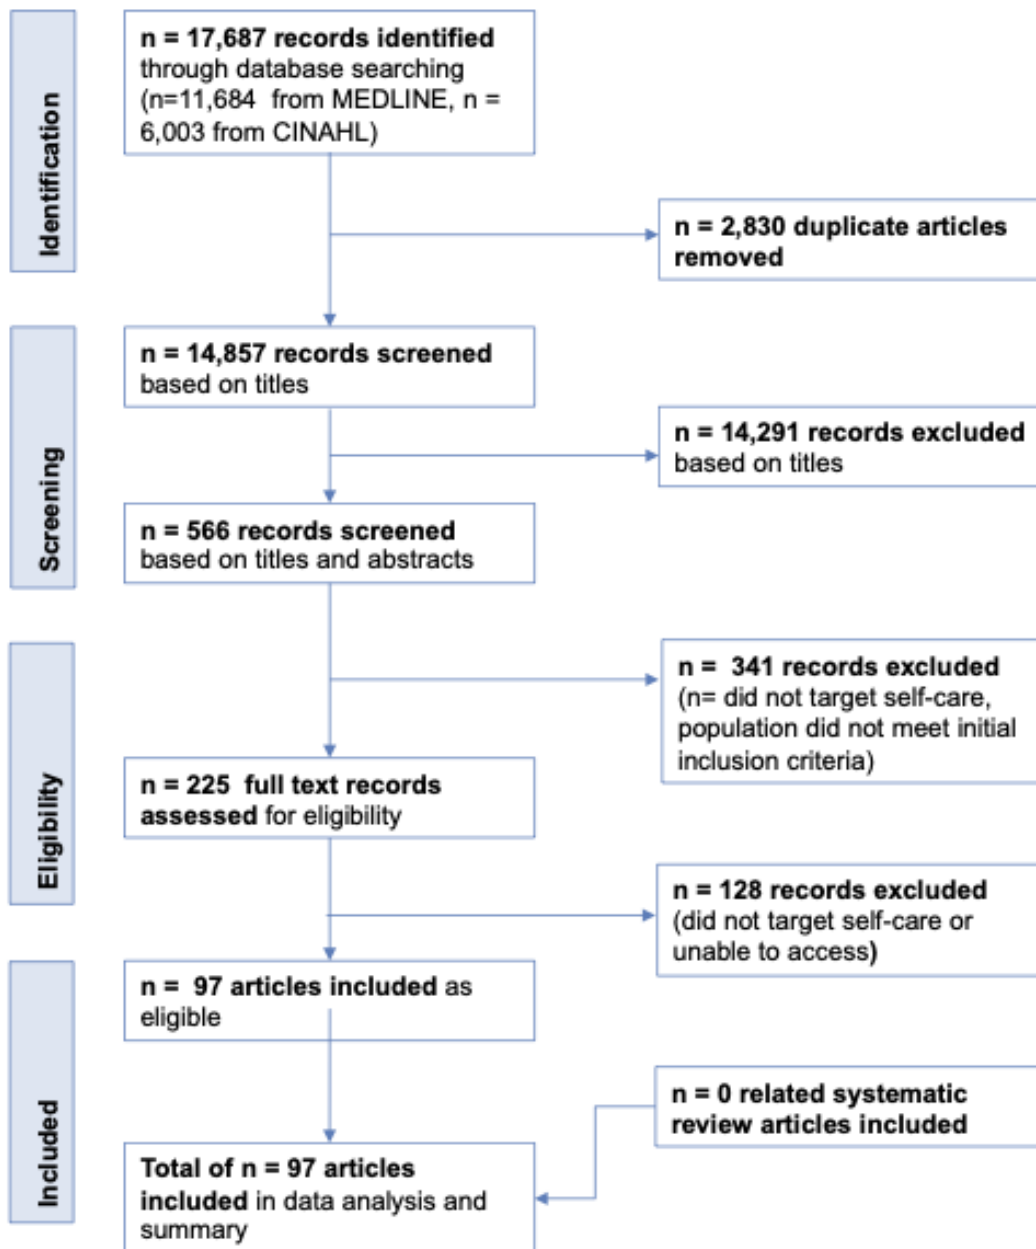 Identification
n = 17,687 records identified
through database searching
(n=11,684 from MEDLINE, n =
6,003 from CINAHL)
n = 2,830 duplicate articles
removed
Screening
n = 14,857 records screened
based on titles
n = 14,291 records excluded
based on titles
n = 566 records screened
based on titles and abstracts
Eligibility
n = 341 records excluded
(n= did not target self-care,
population did not meet initial
inclusion criteria)
n = 225 full text records
assessed for eligibility
n = 128 records excluded
(did not target self-care or
unable to access)
Included
n = 97 articles included as
eligible
n = 0 related systematic
review articles included
Total of n = 97 articles
included in data analysis and
summary